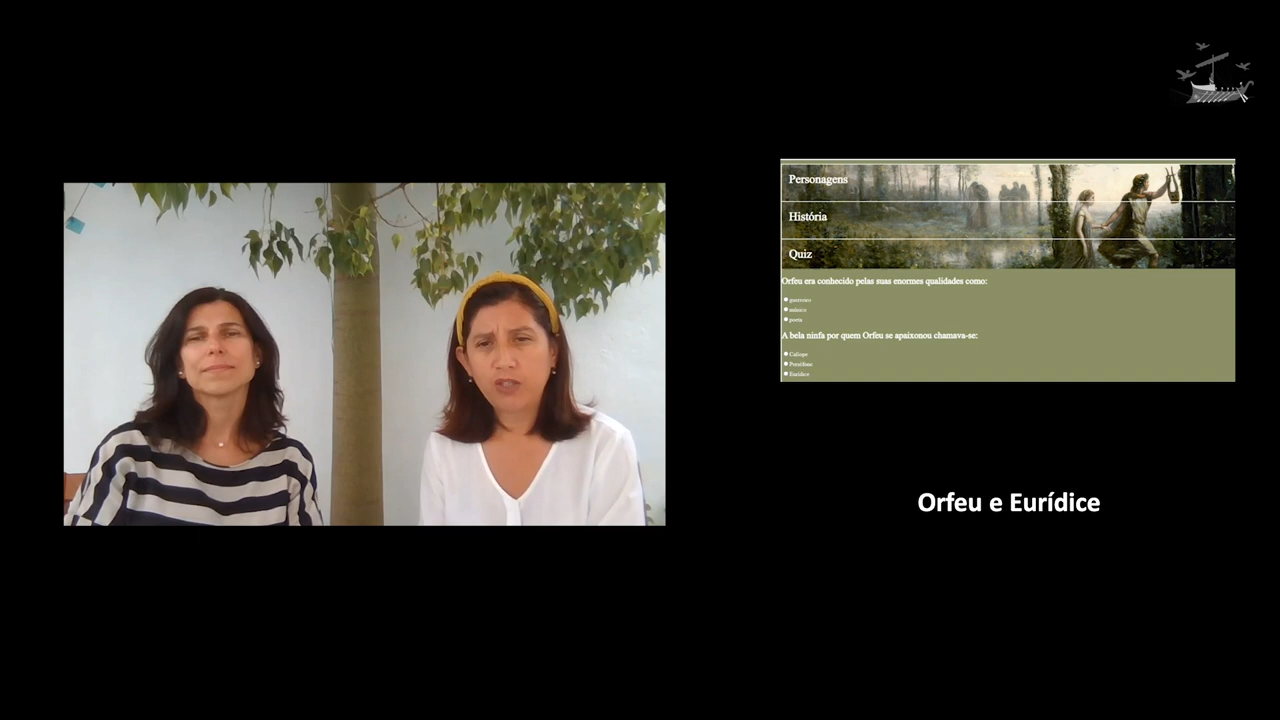 Personagens
História
Quiz
Orfeu era conhecido pelas suas enormes qualidades como:
guerreiro
músico
poeta
A bela ninfa por quem Orfeu se apaixonou chamava-se:
Calíope
Perséfone
Eurídice
Orfeu e Eurídice